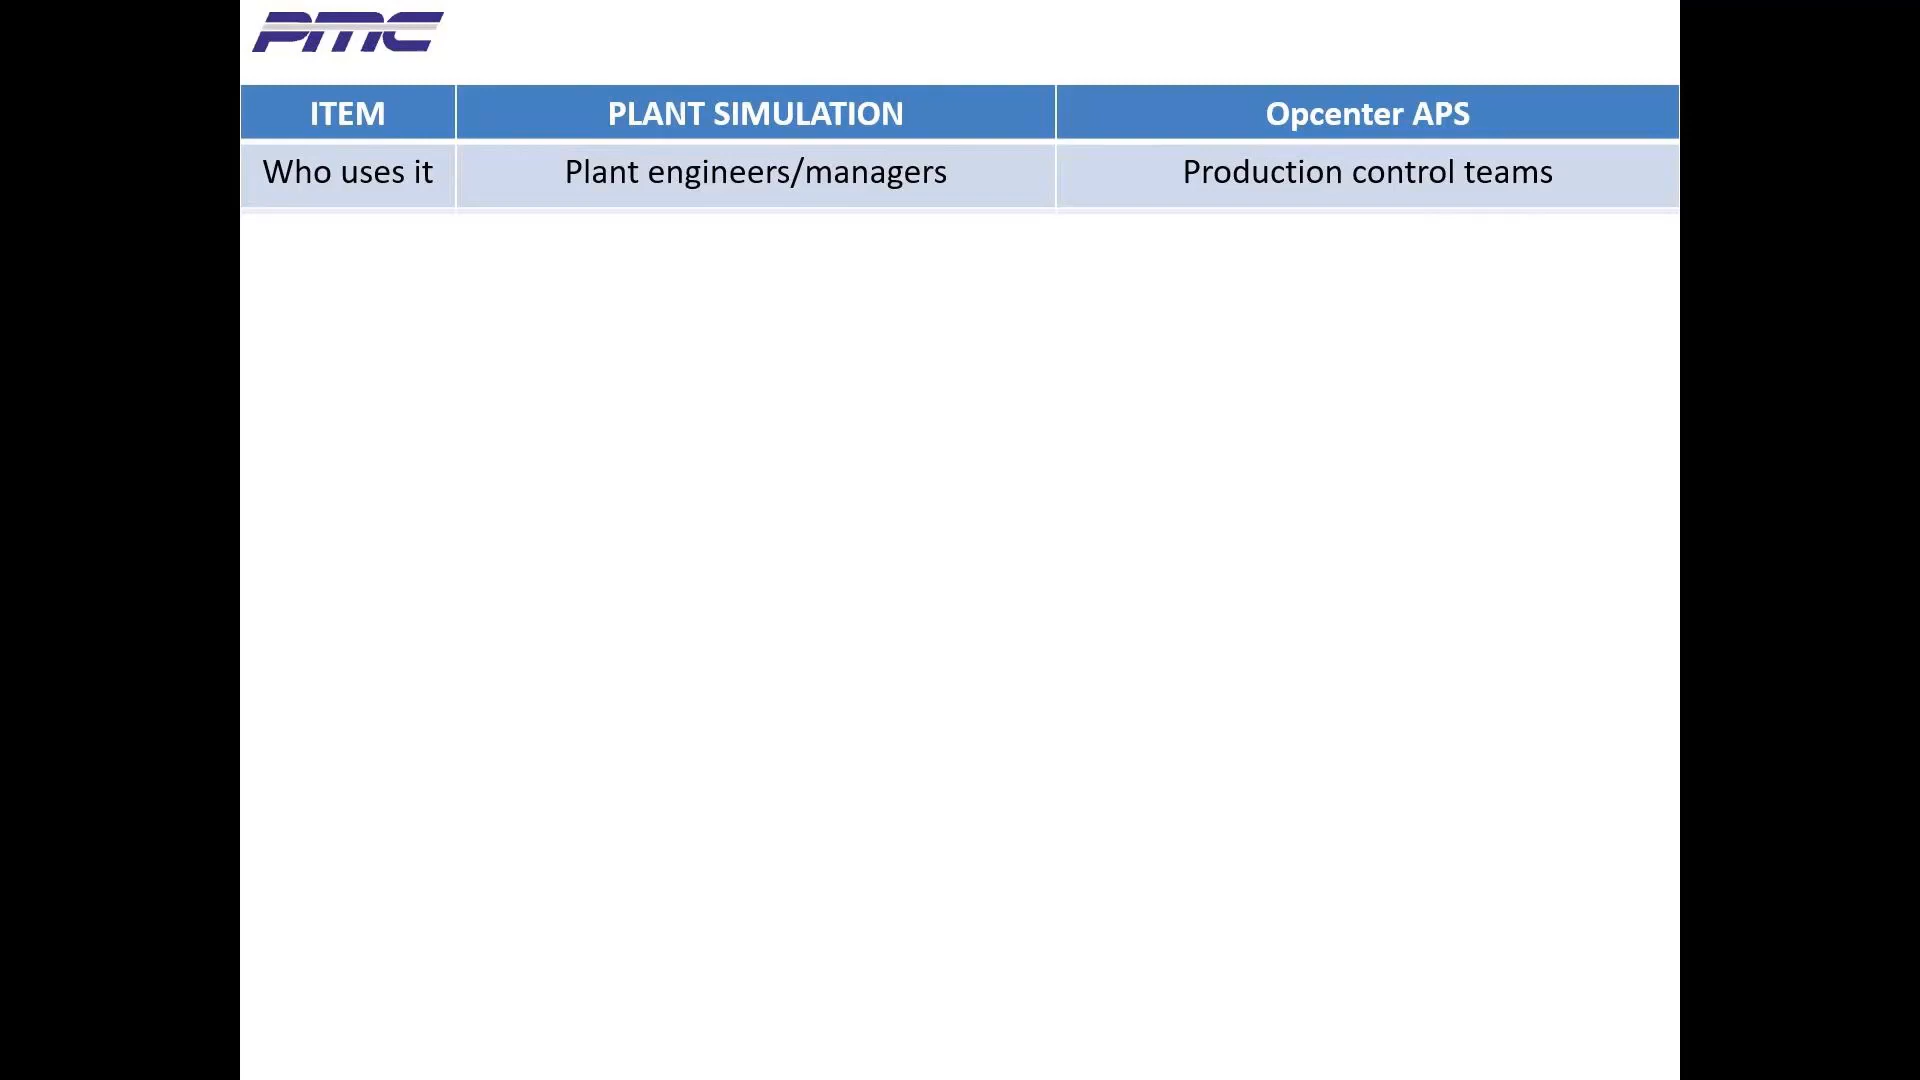 PMC
ITEM PLANT SIMULATION Opcenter APS
Who uses it Plant engineers/managers Production control teams